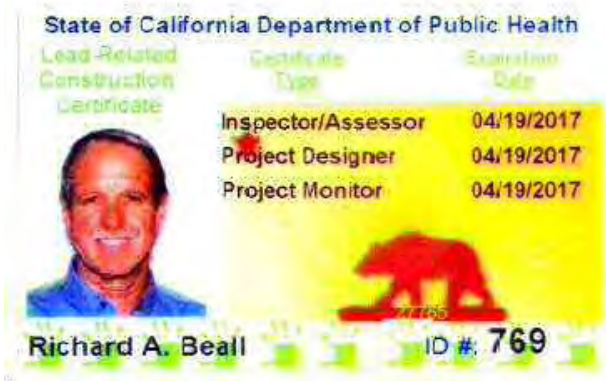 State of California Department of Public Health
Lead-Related Construction Certificate
Certificate Type
Expiration Date
Inspector/Assessor 04/19/2017
Project Designer 04/19/2017
Project Monitor 04/19/2017
Richard A. Beall ID #: 769